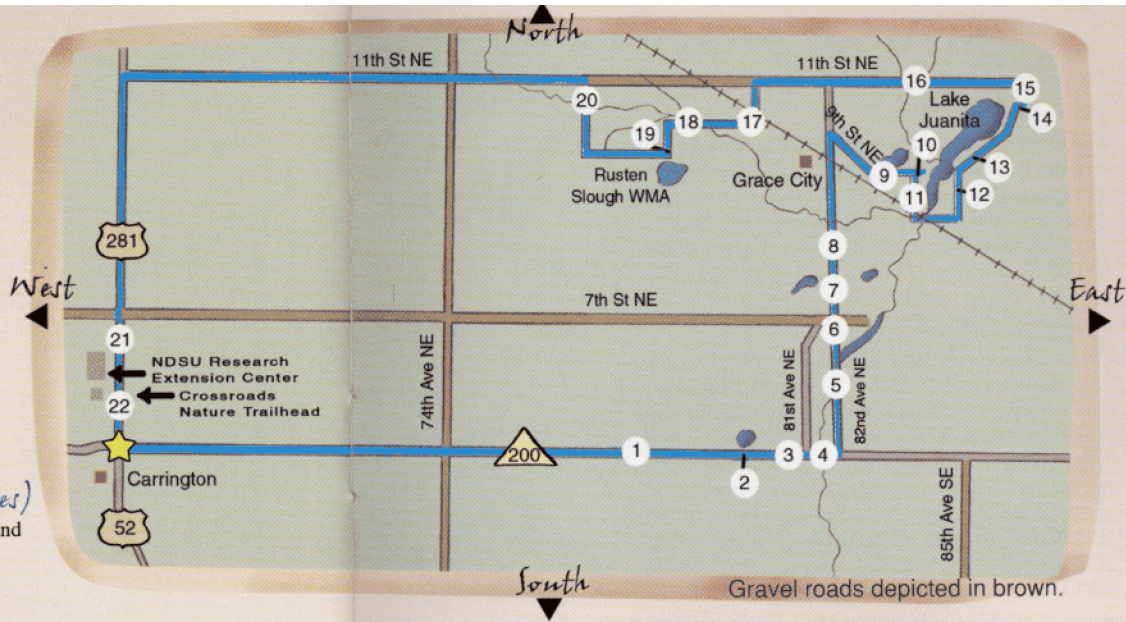 North
11th St NE
11th St NE
16
15
20
Lake
Juanita
14
17
18
9th St NE
19
10
13
Rusten
Slough WMA
Grace City
9
12
11
281
8
West
East
7
7th St NE
6
21
NDSU Research
Extension Center
74th Ave NE
81st Ave NE
82nd Ave NE
5
Crossroads
Nature Trailhead
22
200
1
3
4
2
Carrington
es)
nd
52
85th Ave SE
South
Gravel roads depicted in brown.